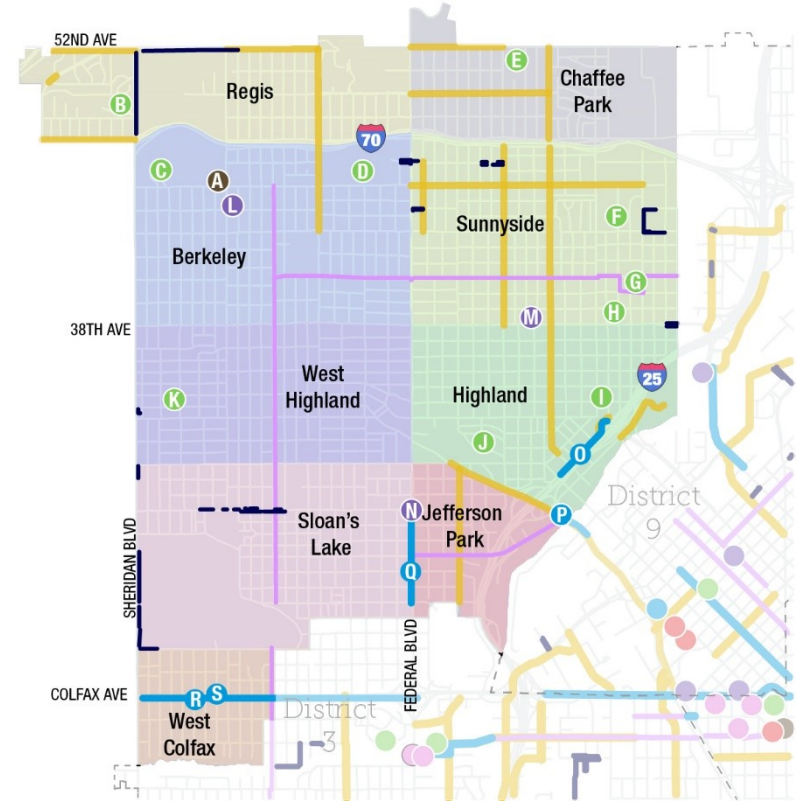 52ND AVE
E
Regis
Chaffee
Park
B
70
C
A
D
L
F
Sunnyside
Berkeley
G
H
M
38TH AVE
West
Highland
25
Highland
K
I
J
O
District
9
N
Jefferson
Park
P
Sloan's
Lake
SHERIDAN BLVD
Q
FEDERAL BLVD
COLFAX AVE
R
S
District
3
West
Colfax